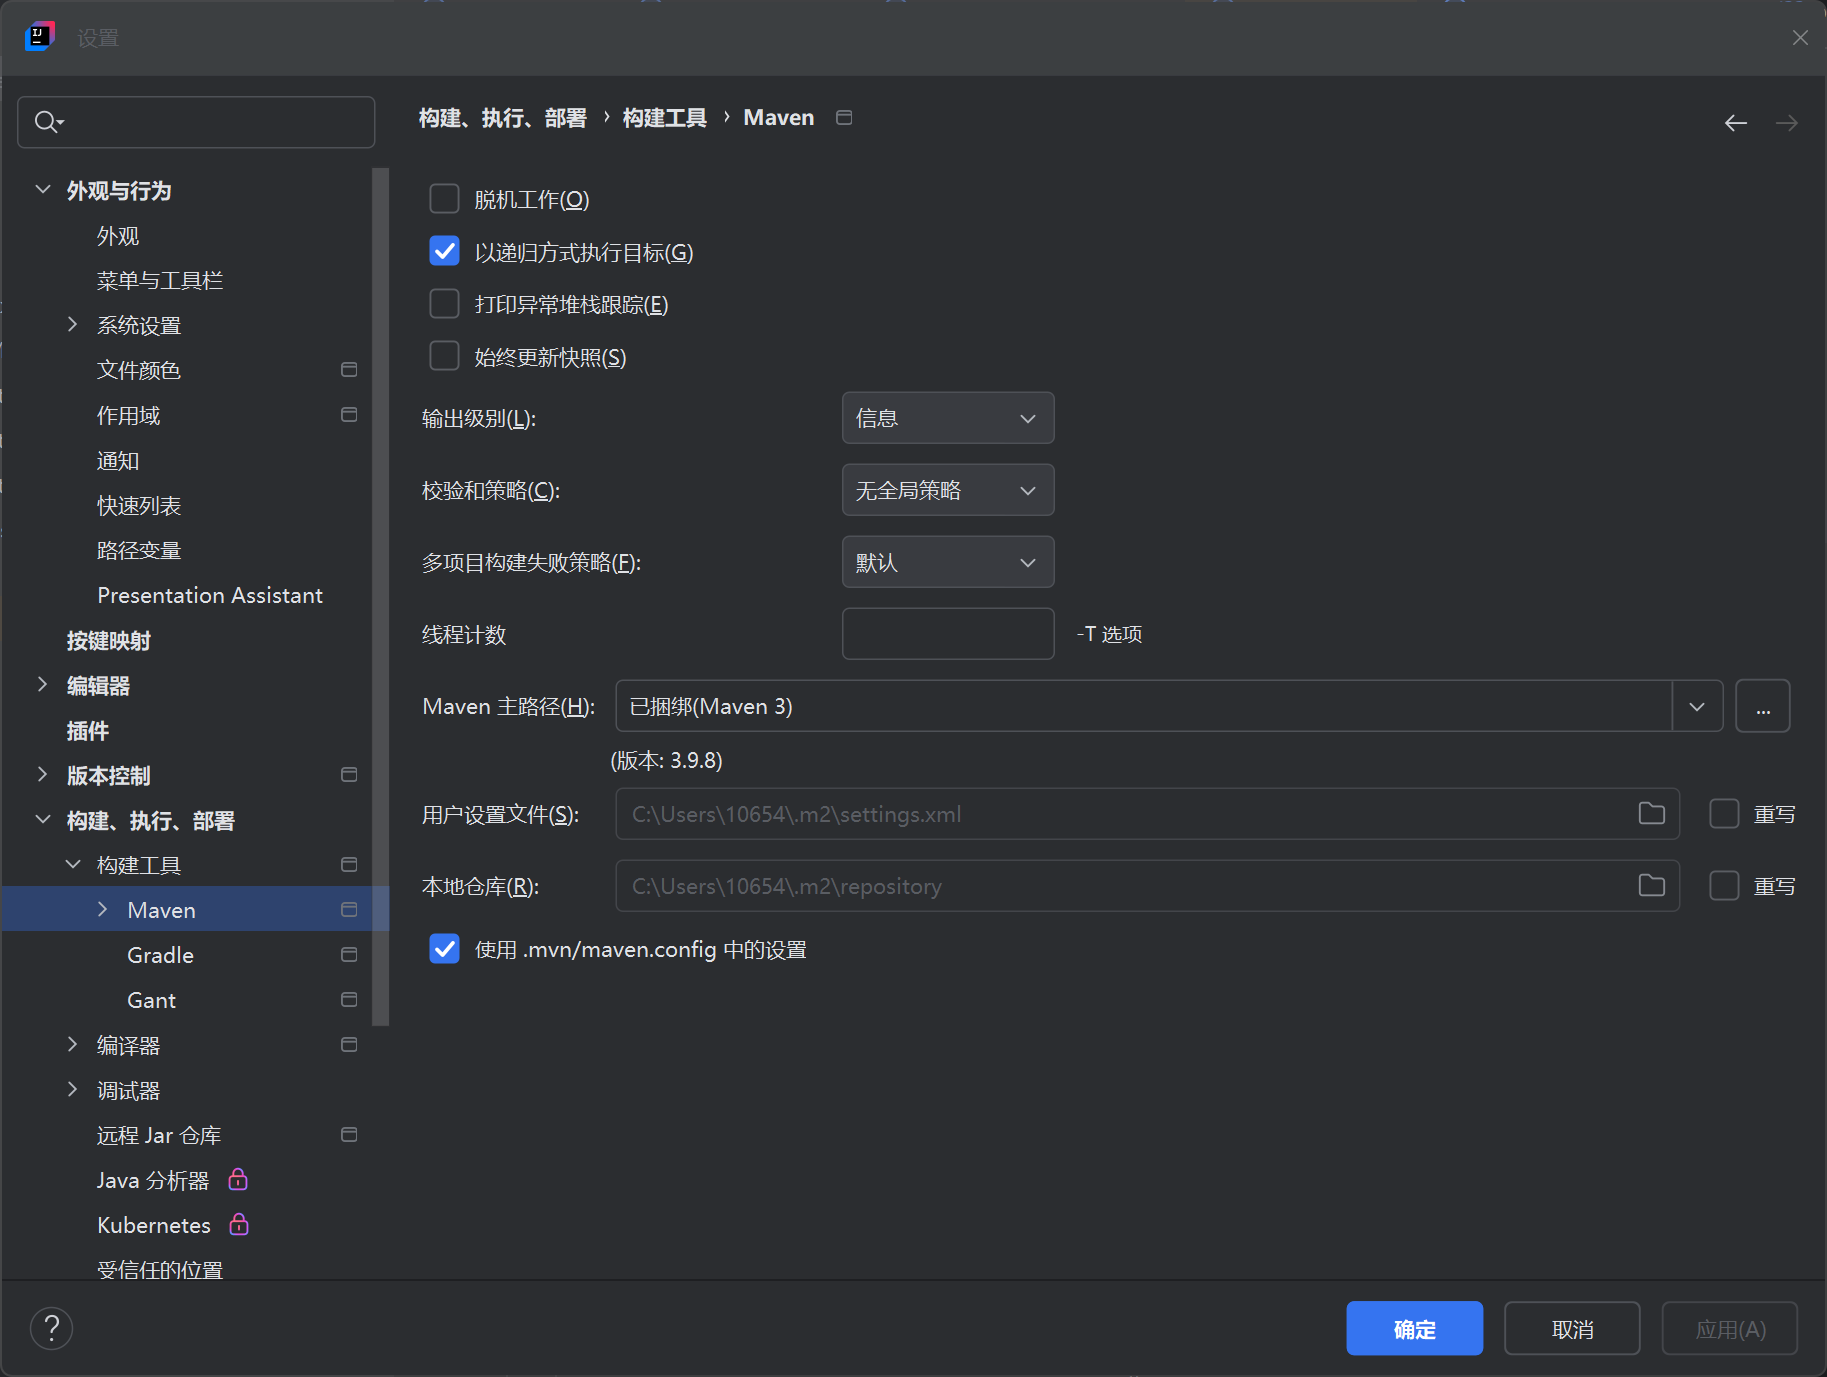 设置
外观与行为
外观
菜单与工具栏
系统设置
文件颜色
作用域
通知
快速列表
路径变量
Presentation Assistant
按键映射
编辑器
插件
版本控制
构建、执行、部署
构建工具
Maven
Gradle
Gant
编译器
调试器
远程 Jar 仓库
Java 分析器
Kubernetes
受信任的位置
构建、执行、部署 › 构建工具 › Maven
脱机工作(O)
以递归方式执行目标(G)
打印异常堆栈跟踪(E)
始终更新快照(S)
输出级别(L): 信息
校验和策略(C): 无全局策略
多项目构建失败策略(F): 默认
线程计数 -T 选项
Maven 主路径(H): 已捆绑(Maven 3) ...
(版本: 3.9.8)
用户设置文件(S): C:\Users\10654\.m2\settings.xml 重写
本地仓库(R): C:\Users\10654\.m2\repository 重写
使用 .mvn/maven.config 中的设置
? 确定 取消 应用(A)